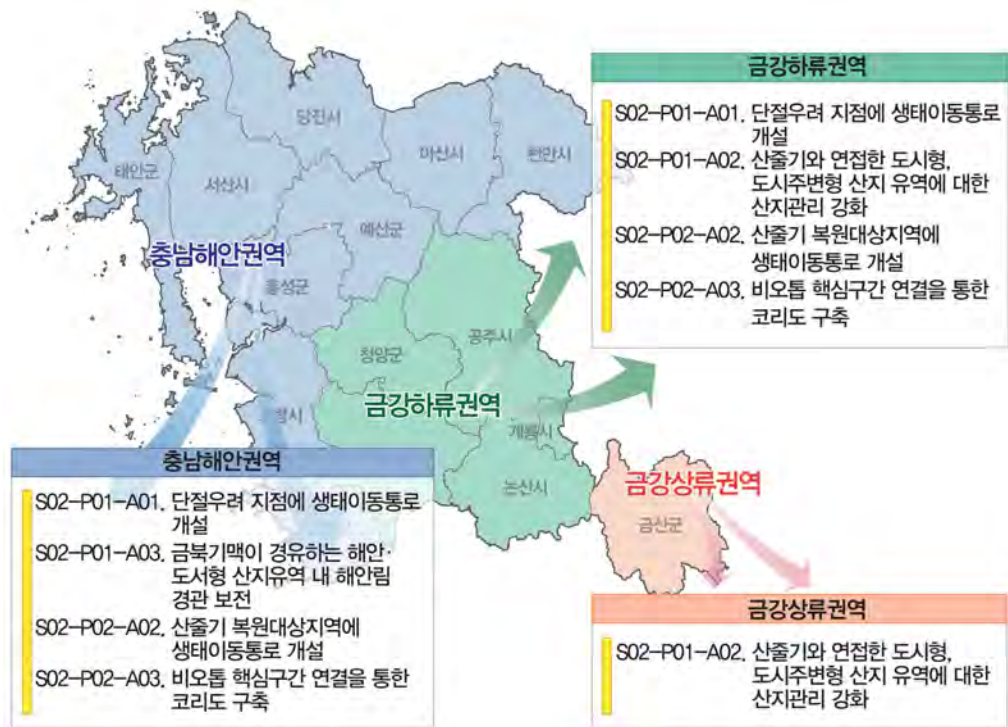 금강하류권역
S02-P01-A01. 단절우려 지점에 생태이동통로
개설
S02-P01-A02. 산줄기와 연접한 도시형,
도시주변형 산지 유역에 대한
산지관리 강화
S02-P02-A02. 산줄기 복원대상지역에
생태이동통로 개설
S02-P02-A03. 비오톱 핵심구간 연결을 통한
코리도 구축
당진시
아산시
천안시
태안군
서산시
예산군
충남해안권역
홍성군
공주시
청양군
금강하류권역
계룡시
논산시
금강상류권역
금산군
충남해안권역
S02-P01-A01. 단절우려 지점에 생태이동통로
개설
S02-P01-A03. 금북기맥이 경유하는 해안·
도서형 산지유역 내 해안림
경관 보전
S02-P02-A02. 산줄기 복원대상지역에
생태이동통로 개설
S02-P02-A03. 비오톱 핵심구간 연결을 통한
코리도 구축
금강상류권역
S02-P01-A02. 산줄기와 연접한 도시형,
도시주변형 산지 유역에 대한
산지관리 강화